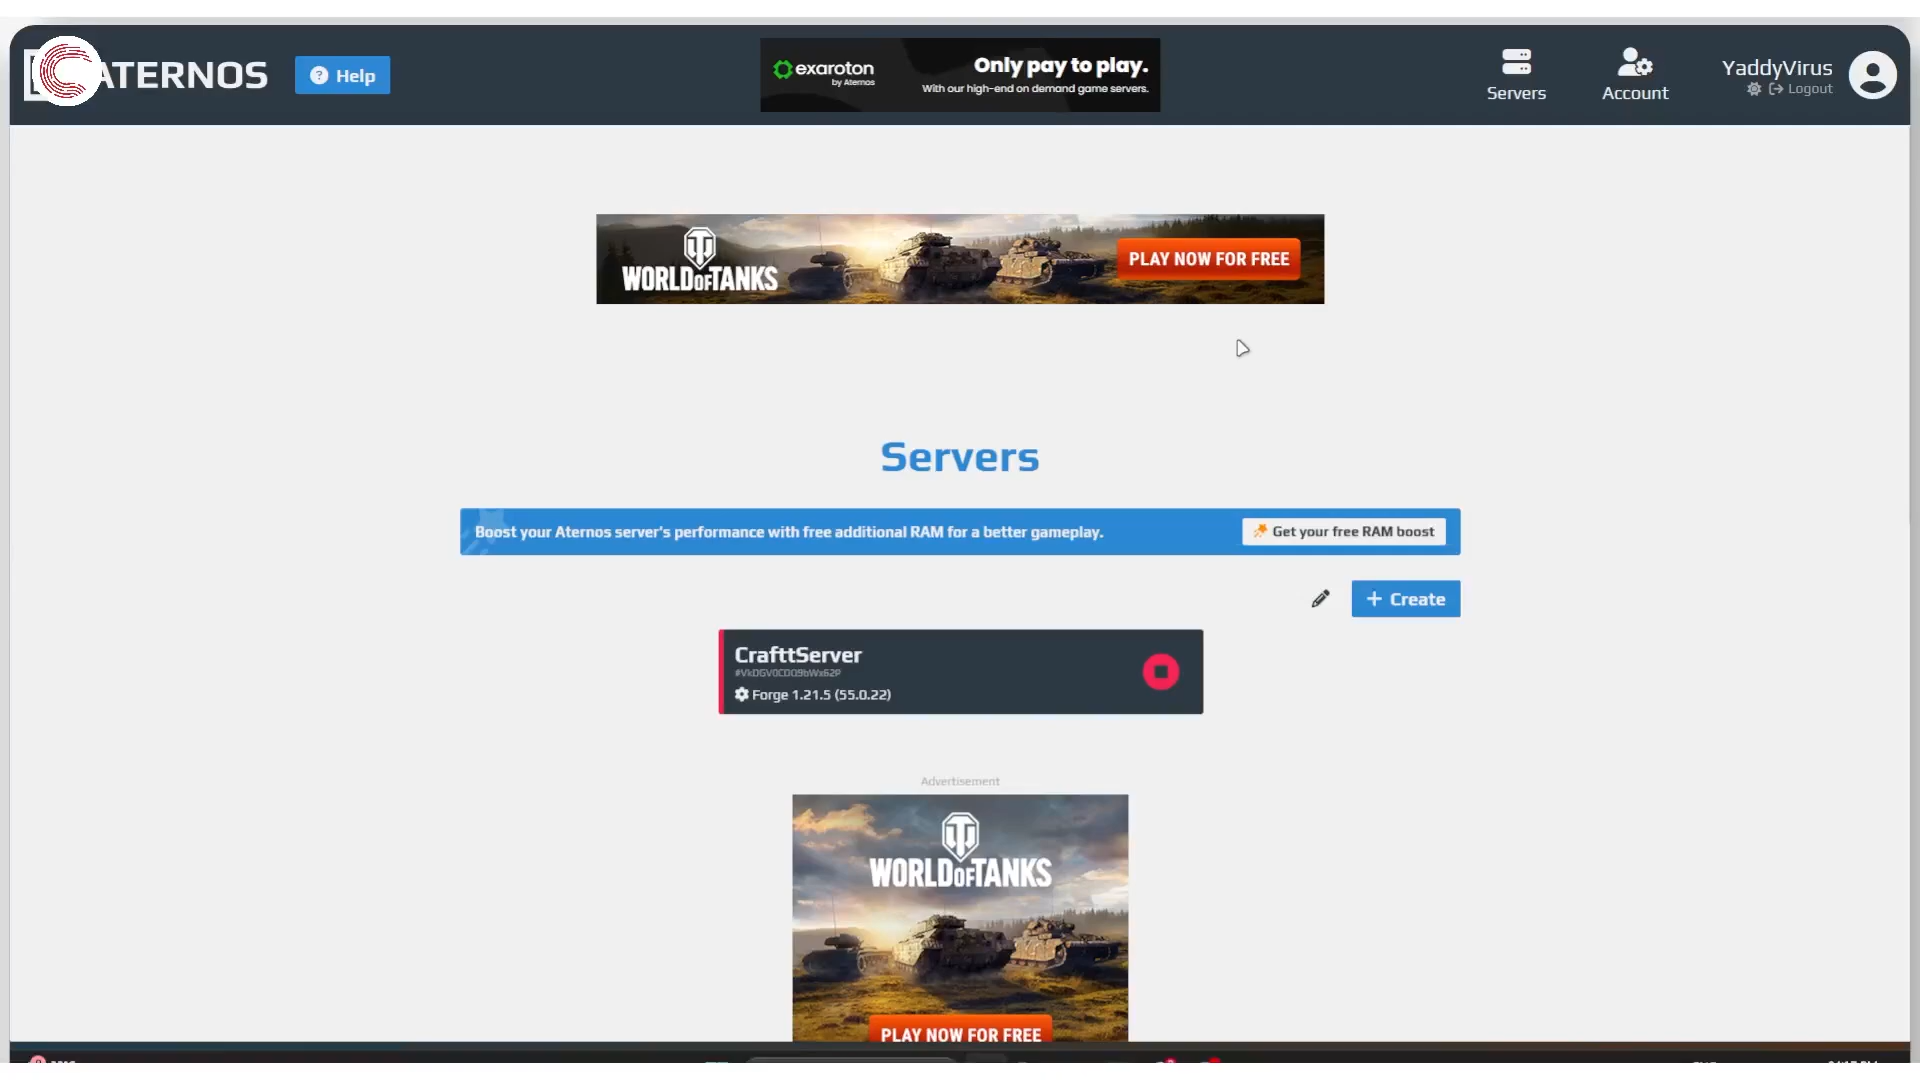 ATERNOS
Help
exaroton
by Aternos
Only pay to play.
With our high-end on demand game servers.
Servers
Account
YaddyVirus
Logout
WORLD OF TANKS
PLAY NOW FOR FREE
Servers
Boost your Aternos server's performance with free additional RAM for a better gameplay.
Get your free RAM boost
+ Create
CrafttServer
Forge 1.21.5 (55.0.22)
Advertisement
WORLD OF TANKS
PLAY NOW FOR FREE